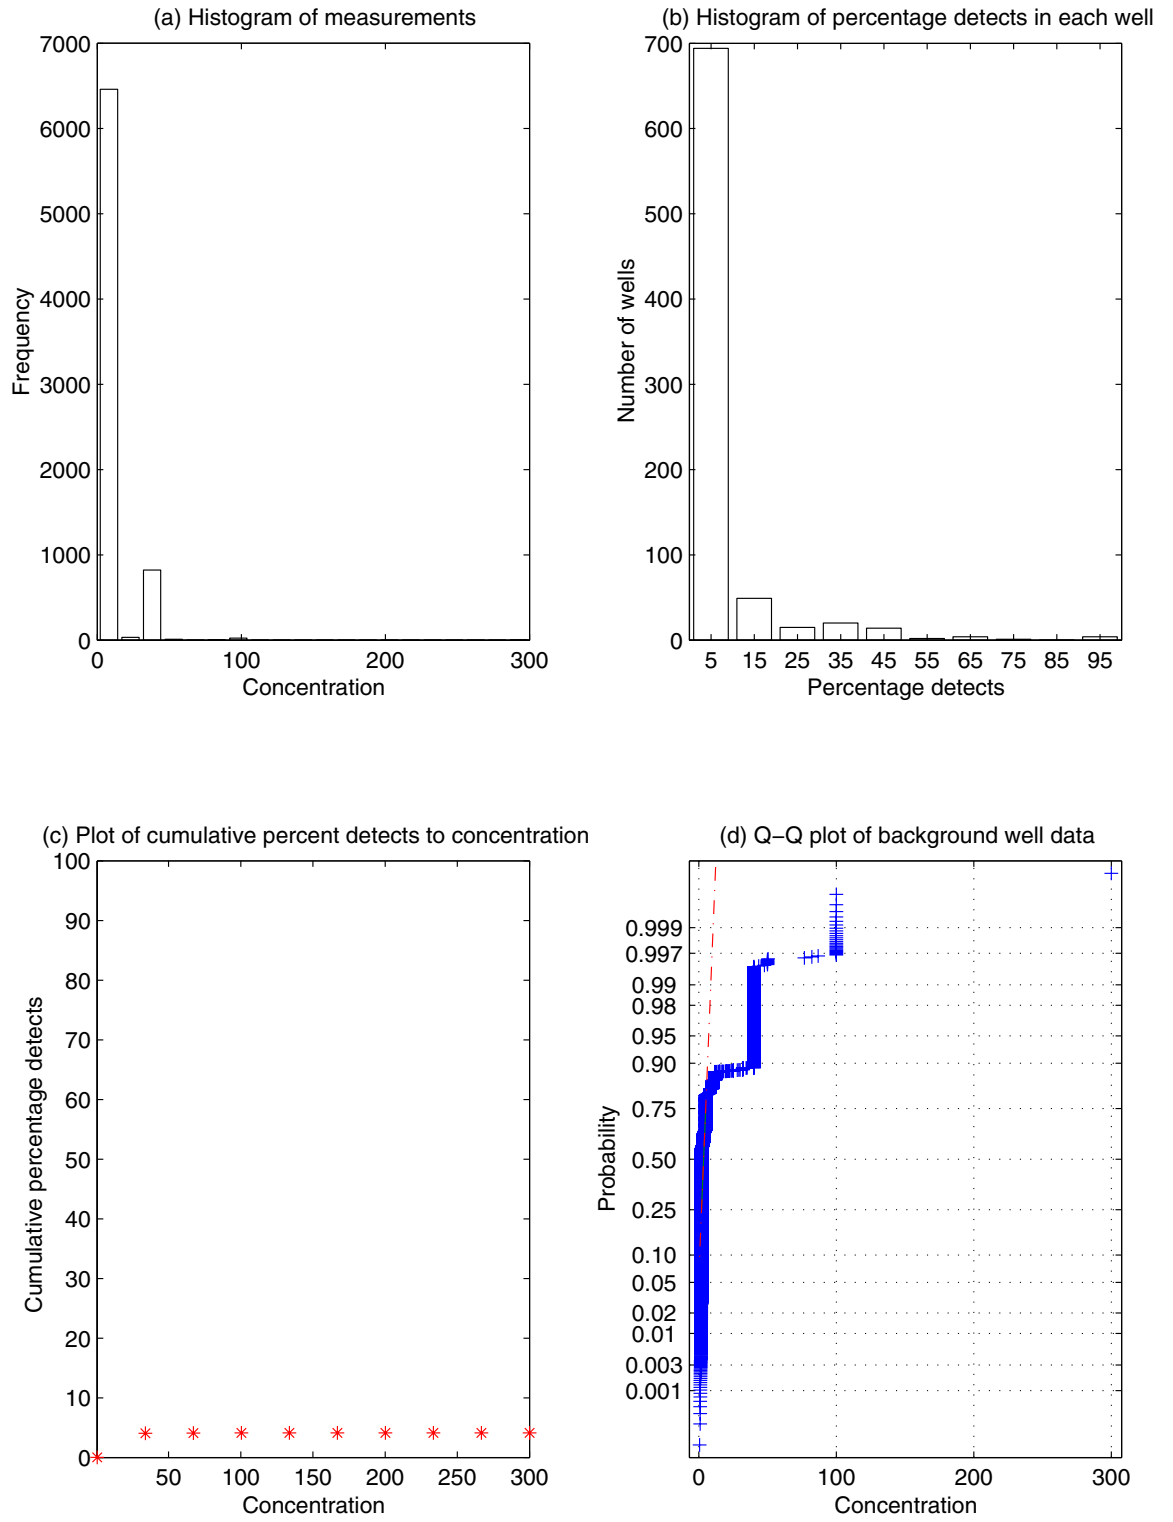 (a) Histogram of measurements
7000
6000
5000
4000
3000
2000
1000
0
Frequency
0 100 200 300
Concentration
(b) Histogram of percentage detects in each well
700
600
500
400
300
200
100
0
Number of wells
5 15 25 35 45 55 65 75 85 95
Percentage detects
(c) Plot of cumulative percent detects to concentration
100
90
80
70
60
50
40
30
20
10
0
Cumulative percentage detects
50 100 150 200 250 300
Concentration
(d) Q−Q plot of background well data
0.999
0.997
0.99
0.98
0.95
0.90
0.75
0.50
0.25
0.10
0.05
0.02
0.01
0.003
0.001
Probability
0 100 200 300
Concentration